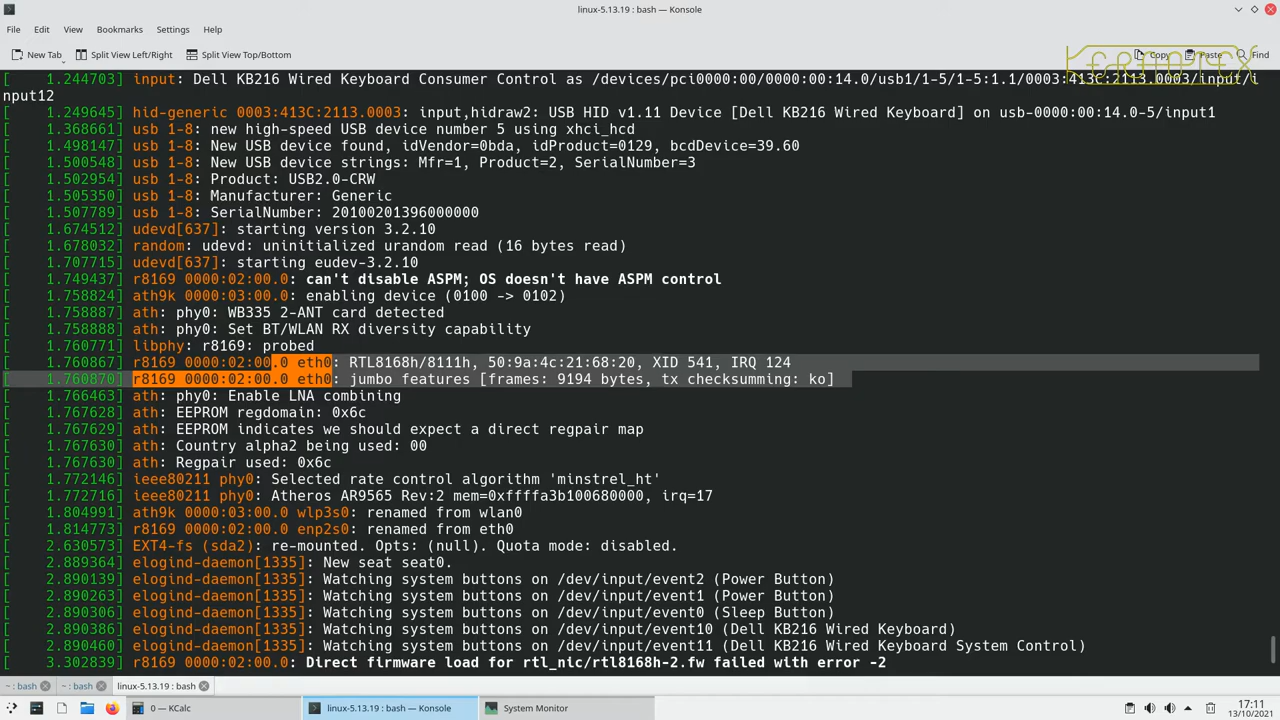 linux-5.13.19 : bash — Konsole
File Edit View Bookmarks Settings Help
New Tab Split View Left/Right Split View Top/Bottom Copy Paste Find
[ 1.244703] input: Dell KB216 Wired Keyboard Consumer Control as /devices/pci0000:00/0000:00:14.0/usb1/1-5/1-5:1.1/0003:413C:2113.0003/input/i
nput12
[ 1.249645] hid-generic 0003:413C:2113.0003: input,hidraw2: USB HID v1.11 Device [Dell KB216 Wired Keyboard] on usb-0000:00:14.0-5/input1
[ 1.368661] usb 1-8: new high-speed USB device number 5 using xhci_hcd
[ 1.498147] usb 1-8: New USB device found, idVendor=0bda, idProduct=0129, bcdDevice=39.60
[ 1.500548] usb 1-8: New USB device strings: Mfr=1, Product=2, SerialNumber=3
[ 1.502954] usb 1-8: Product: USB2.0-CRW
[ 1.505350] usb 1-8: Manufacturer: Generic
[ 1.507789] usb 1-8: SerialNumber: 20100201396000000
[ 1.674512] udevd[637]: starting version 3.2.10
[ 1.678032] random: udevd: uninitialized urandom read (16 bytes read)
[ 1.707715] udevd[637]: starting eudev-3.2.10
[ 1.749437] r8169 0000:02:00.0: can't disable ASPM; OS doesn't have ASPM control
[ 1.758824] ath9k 0000:03:00.0: enabling device (0100 -> 0102)
[ 1.758887] ath: phy0: WB335 2-ANT card detected
[ 1.758888] ath: phy0: Set BT/WLAN RX diversity capability
[ 1.760771] libphy: r8169: probed
[ 1.760867] r8169 0000:02:00.0 eth0: RTL8168h/8111h, 50:9a:4c:21:68:20, XID 541, IRQ 124
[ 1.760870] r8169 0000:02:00.0 eth0: jumbo features [frames: 9194 bytes, tx checksumming: ko]
[ 1.766463] ath: phy0: Enable LNA combining
[ 1.767628] ath: EEPROM regdomain: 0x6c
[ 1.767629] ath: EEPROM indicates we should expect a direct regpair map
[ 1.767630] ath: Country alpha2 being used: 00
[ 1.767630] ath: Regpair used: 0x6c
[ 1.772146] ieee80211 phy0: Selected rate control algorithm 'minstrel_ht'
[ 1.772716] ieee80211 phy0: Atheros AR9565 Rev:2 mem=0xffffa3b100680000, irq=17
[ 1.804991] ath9k 0000:03:00.0 wlp3s0: renamed from wlan0
[ 1.814773] r8169 0000:02:00.0 enp2s0: renamed from eth0
[ 2.630573] EXT4-fs (sda2): re-mounted. Opts: (null). Quota mode: disabled.
[ 2.889364] elogind-daemon[1335]: New seat seat0.
[ 2.890139] elogind-daemon[1335]: Watching system buttons on /dev/input/event2 (Power Button)
[ 2.890263] elogind-daemon[1335]: Watching system buttons on /dev/input/event1 (Power Button)
[ 2.890306] elogind-daemon[1335]: Watching system buttons on /dev/input/event0 (Sleep Button)
[ 2.890386] elogind-daemon[1335]: Watching system buttons on /dev/input/event10 (Dell KB216 Wired Keyboard)
[ 2.890460] elogind-daemon[1335]: Watching system buttons on /dev/input/event11 (Dell KB216 Wired Keyboard System Control)
[ 3.302839] r8169 0000:02:00.0: Direct firmware load for rtl_nic/rtl8168h-2.fw failed with error -2
~ : bash ~ : bash linux-5.13.19 : bash
0 — KCalc linux-5.13.19 : bash — Konsole System Monitor 17:11
13/10/2021